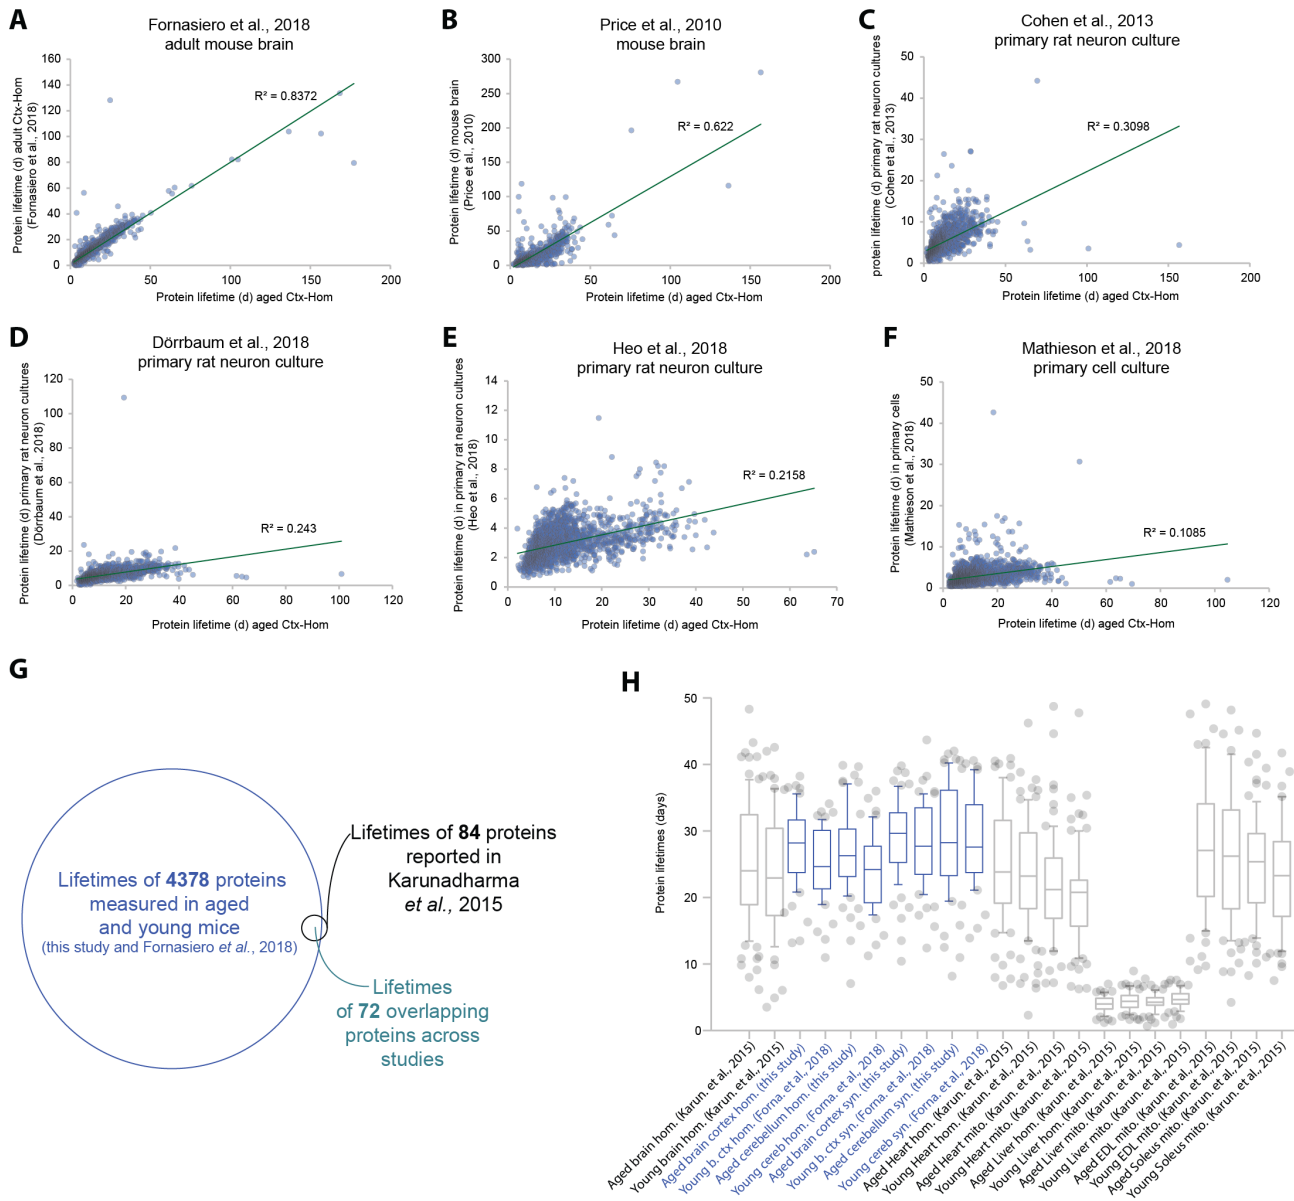 A
Fornasiero et al., 2018
adult mouse brain
Protein lifetime (d) adult Ctx-Hom
(Fornasiero et al., 2018)
160
140
120
100
80
60
40
20
0
R² = 0.8372
0
50
100
150
200
Protein lifetime (d) aged Ctx-Hom
B
Price et al., 2010
mouse brain
Protein lifetime (d) mouse brain
(Price et al., 2010)
300
250
200
150
100
50
0
R² = 0.622
0
50
100
150
200
Protein lifetime (d) aged Ctx-Hom
C
Cohen et al., 2013
primary rat neuron culture
protein lifetime (d) primary rat neuron cultures
(Cohen et al., 2013)
50
40
30
20
10
0
R² = 0.3098
0
50
100
150
200
Protein lifetime (d) aged Ctx-Hom
D
Dörrbaum et al., 2018
primary rat neuron culture
Protein lifetime (d) primary rat neuron cultures
(Dörrbaum et al., 2018)
120
100
80
60
40
20
0
R² = 0.243
0
20
40
60
80
100
120
Protein lifetime (d) aged Ctx-Hom
E
Heo et al., 2018
primary rat neuron culture
Protein lifetime (d) in primary rat neuron cultures
(Heo et al., 2018)
14
12
10
8
6
4
2
0
R² = 0.2158
0
10
20
30
40
50
60
70
Protein lifetime (d) aged Ctx-Hom
F
Mathieson et al., 2018
primary cell culture
Protein lifetime (d) in primary cells
(Mathieson et al., 2018)
50
40
30
20
10
0
R² = 0.1085
0
20
40
60
80
100
120
Protein lifetime (d) aged Ctx-Hom
G
Lifetimes of 4378 proteins
measured in aged
and young mice
(this study and Fornasiero et al., 2018)
Lifetimes of 84 proteins
reported in
Karunadharma
et al., 2015
Lifetimes
of 72 overlapping
proteins across
studies
H
Protein lifetimes (days)
50
40
30
20
10
0
Aged brain hom. (Karun. et al., 2015)
Young brain hom. (Karun. et al., 2015)
Aged brain cortex hom. (this study)
Young b. ctx hom. (Forna. et al., 2018)
Aged cerebellum hom. (this study)
Young cereb hom. (Forna. et al., 2018)
Aged brain cortex syn. (this study)
Young b. ctx syn. (Forna. et al., 2018)
Aged cerebellum syn. (this study)
Young cereb syn. (Forna. et al., 2018)
Aged Heart hom. (Karun. et al., 2015)
Young Heart hom. (Karun. et al., 2015)
Aged Heart mito. (Karun. et al., 2015)
Young Heart mito. (Karun. et al., 2015)
Aged Liver hom. (Karun. et al., 2015)
Young Liver hom. (Karun. et al., 2015)
Aged Liver mito. (Karun. et al., 2015)
Young Liver mito. (Karun. et al., 2015)
Aged EDL mito. (Karun. et al., 2015)
Young EDL mito. (Karun. et al., 2015)
Aged Soleus mito. (Karun. et al., 2015)
Young Soleus mito. (Karun. et al., 2015)